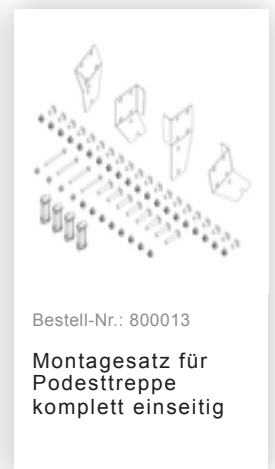 Bestell-Nr.: 800013
Montagesatz für
Podesttreppe
komplett einseitig